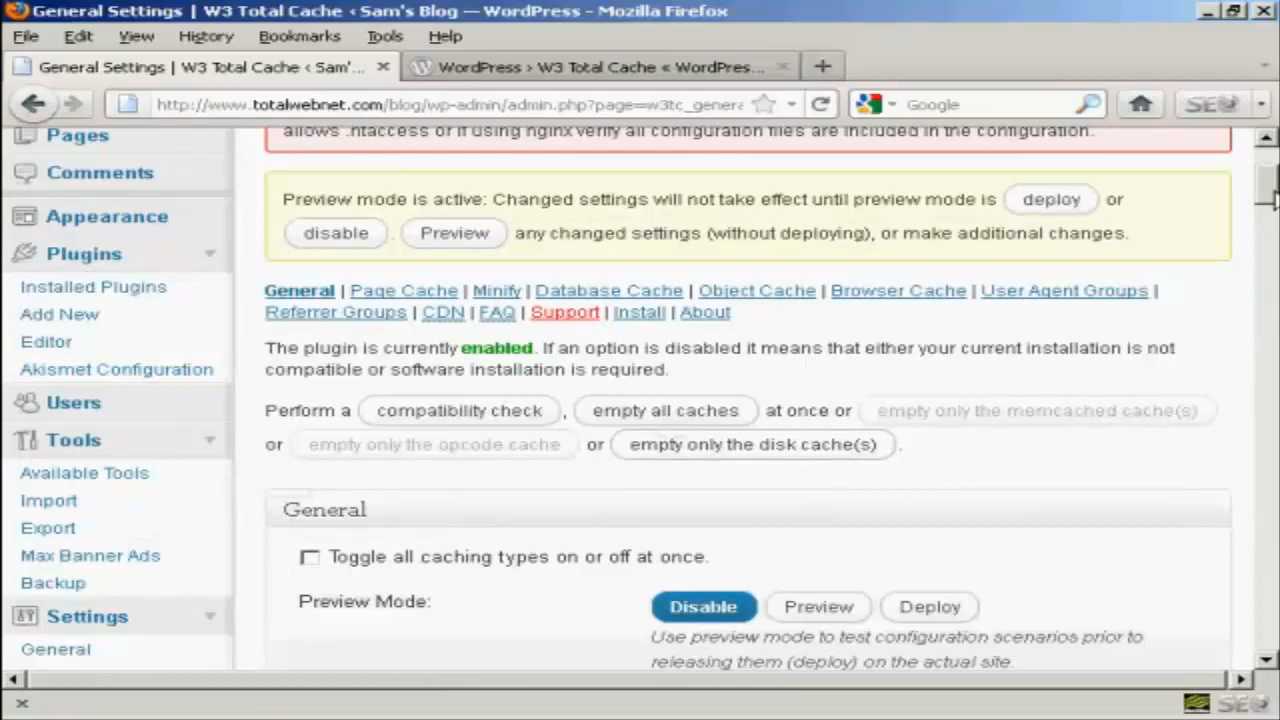 General Settings | W3 Total Cache ‹ Sam's Blog — WordPress - Mozilla Firefox
File Edit View History Bookmarks Tools Help
General Settings | W3 Total Cache ‹ Sam'... WordPress › W3 Total Cache « WordPres...
http://www.totalwebnet.com/blog/wp-admin/admin.php?page=w3tc_genera Google SEO
Pages
Comments
Appearance
Plugins
Installed Plugins
Add New
Editor
Akismet Configuration
Users
Tools
Available Tools
Import
Export
Max Banner Ads
Backup
Settings
General
allows .htaccess or if using nginx verify all configuration files are included in the configuration.
Preview mode is active: Changed settings will not take effect until preview mode is deploy or
disable . Preview any changed settings (without deploying), or make additional changes.
General | Page Cache | Minify | Database Cache | Object Cache | Browser Cache | User Agent Groups |
Referrer Groups | CDN | FAQ | Support | Install | About
The plugin is currently enabled. If an option is disabled it means that either your current installation is not
compatible or software installation is required.
Perform a compatibility check , empty all caches at once or empty only the memcached cache(s)
or empty only the opcode cache or empty only the disk cache(s) .
General
Toggle all caching types on or off at once.
Preview Mode: Disable Preview Deploy
Use preview mode to test configuration scenarios prior to
releasing them (deploy) on the actual site.
SEO